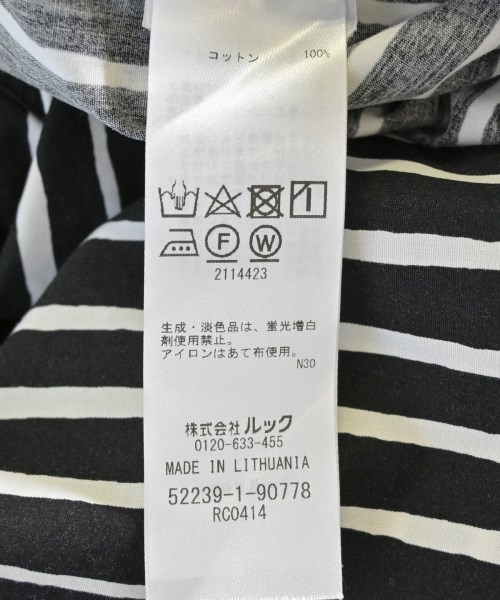 コットン 100%
F W
2114423
生成・淡色品は、蛍光増白
剤使用禁止。
アイロンはあて布使用。
N30
株式会社ルック
0120-633-455
MADE IN LITHUANIA
52239-1-90778
RC0414